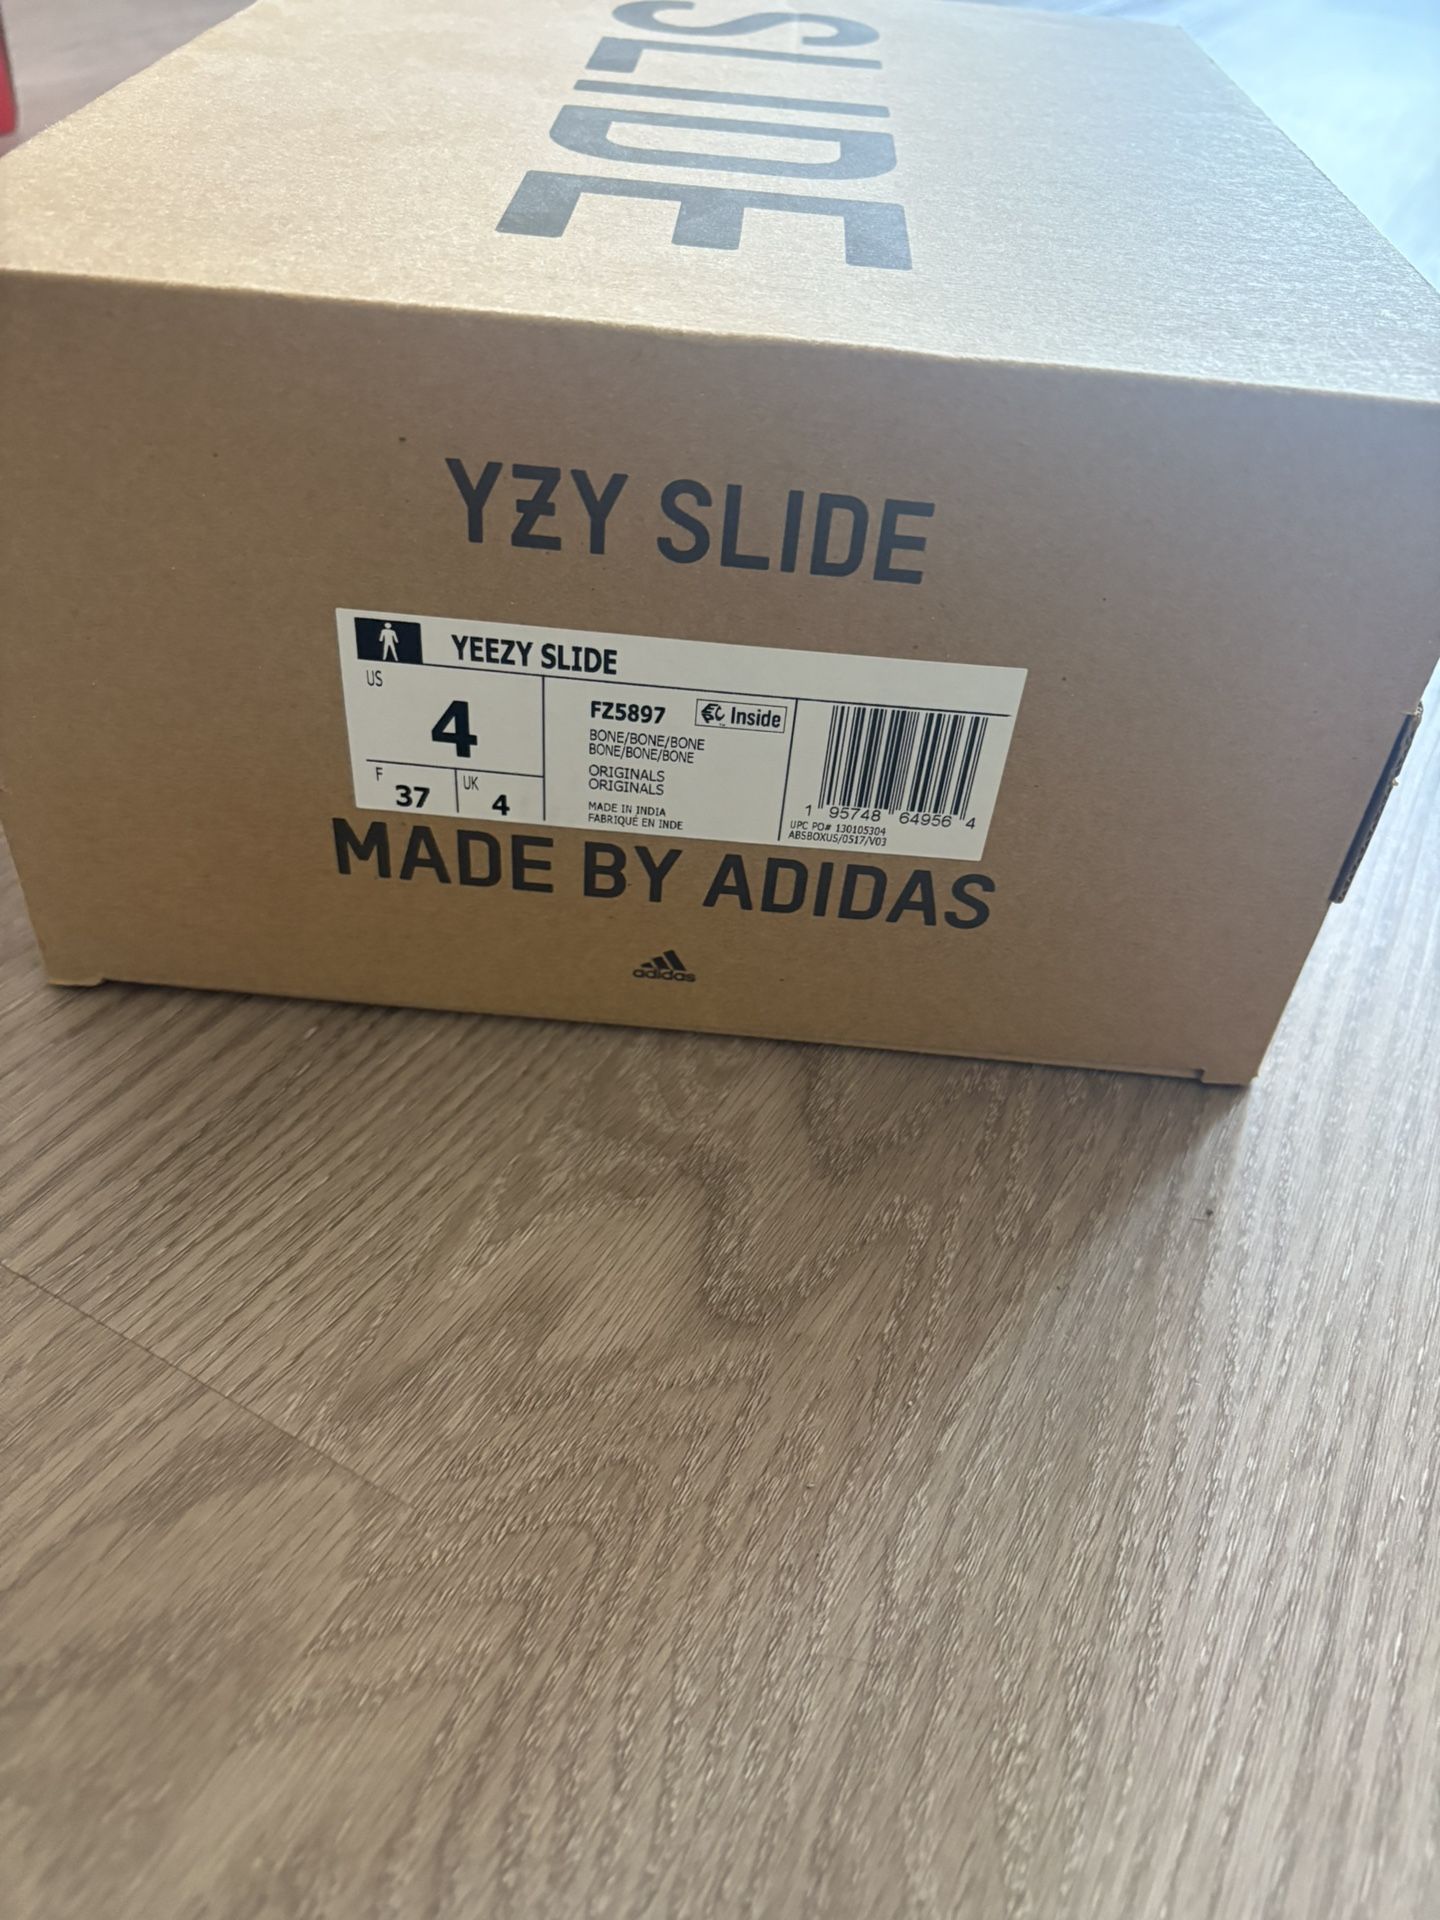 SLIDE
YZY SLIDE
YEEZY SLIDE
US
4
F
37
UK
4
FZ5897
Inside
BONE/BONE/BONE
BONE/BONE/BONE
ORIGINALS
ORIGINALS
MADE IN INDIA
FABRIQUÉ EN INDE
1 95748 64956 4
UPC PO# 130105304
ABSBOXUS/0517/V03
MADE BY ADIDAS
adidas